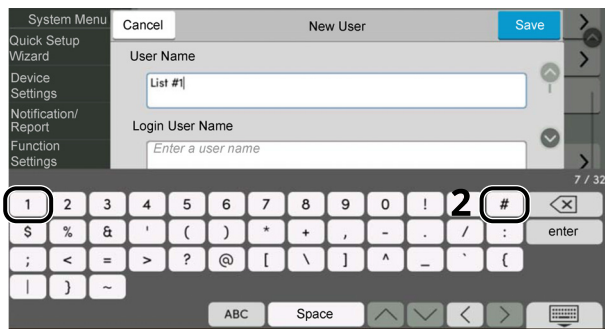 System Menu
Cancel
New User
Save
Quick Setup
Wizard
User Name
Device
Settings
List #1
Notification/
Report
Login User Name
Function
Settings
Enter a user name
7 / 32
1 2 3 4 5 6 7 8 9 0 ! 2 #
$ % & ' ( ) * + , - . / : enter
; < = > ? @ [ \ ] ^ _ ` {
| } ~
ABC Space